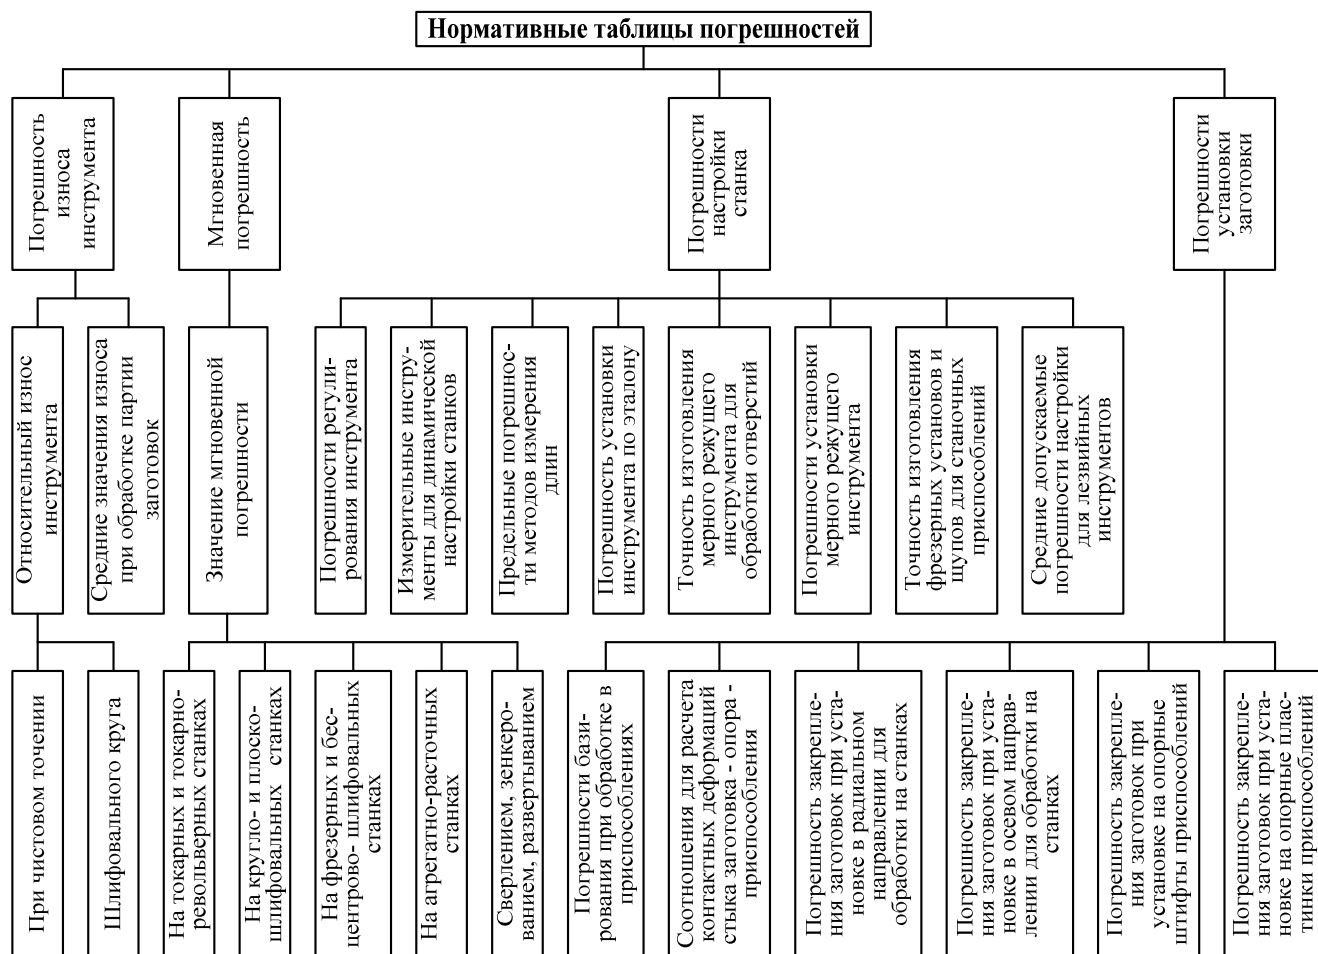 Нормативные таблицы погрешностей
Погрешность
износа
инструмента
Мгновенная
погрешность
Погрешности
настройки
станка
Погрешности
установки
заготовки
Относительный износ
инструмента
Средние значения износа
при обработке партии
заготовок
Значение мгновенной
погрешности
Погрешности регули-
рования инструмента
Измерительные инстру-
менты для динамической
настройки станков
Предельные погрешнос-
ти методов измерения
длин
Погрешность установки
инструмента по эталону
Точность изготовления
мерного режущего
инструмента для
обработки отверстий
Погрешности установки
мерного режущего
инструмента
Точность изготовления
фрезерных установов и
щупов для станочных
приспоблений
Средние допускаемые
погрешности настройки
для лезвийных
инструментов
При чистовом точении
Шлифовального круга
На токарных и токарно-
револьверных станках
На кругло- и плоско-
шлифовальных станках
На фрезерных и бес-
центрово- шлифовальных
станках
На агрегатно-расточных
станках
Сверлением, зенкеро-
ванием, развертыванием
Погрешности бази-
рования при обработке в
приспоблениях
Соотношения для расчета
контактных деформаций
стыка заготовка - опора -
приспобления
Погрешность закрепле-
ния заготовок при уста-
новке в радиальном
направлении для
обработки на станках
Погрешность закрепле-
ния заготовок при уста-
новке в осевом направ-
лении для обработки на
станках
Погрешность закрепле-
ния заготовок при
установке на опорные
штифты приспоблений
Погрешность закрепле-
ния заготовок при уста-
новке на опорные плас-
тинки приспоблений